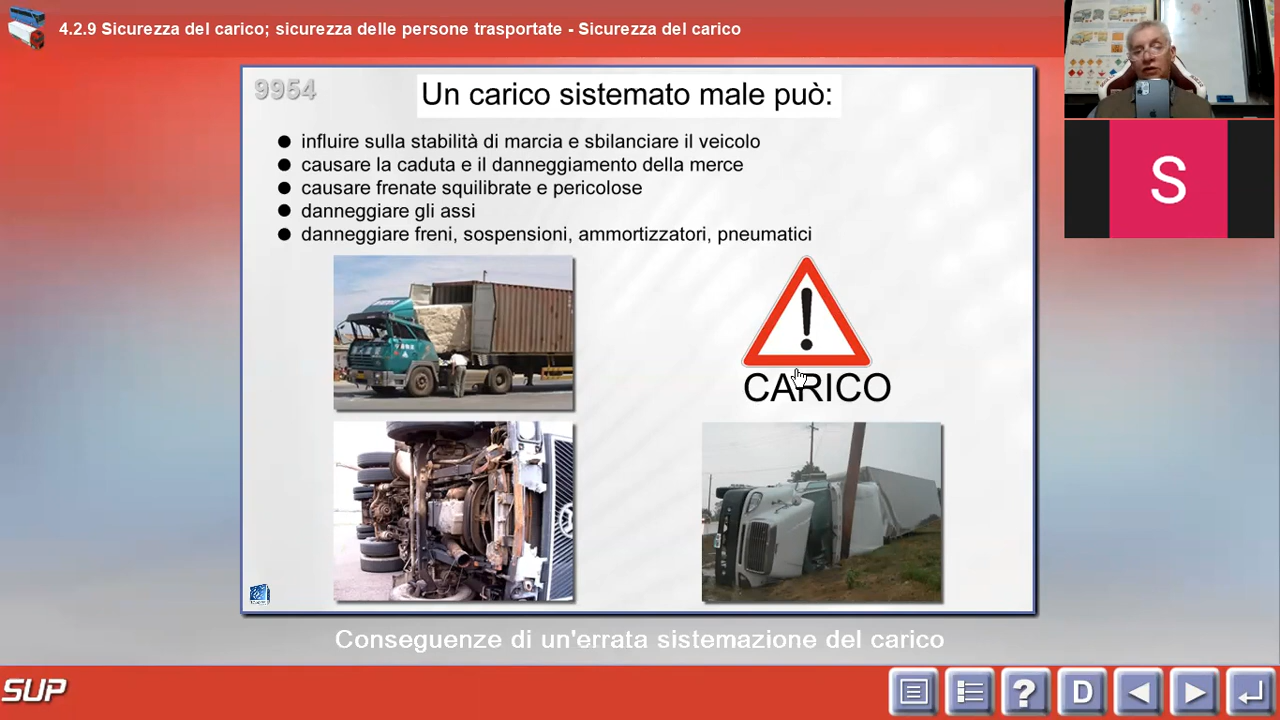 4.2.9 Sicurezza del carico; sicurezza delle persone trasportate - Sicurezza del carico
9954
Un carico sistemato male può:
● influire sulla stabilità di marcia e sbilanciare il veicolo
● causare la caduta e il danneggiamento della merce
● causare frenate squilibrate e pericolose
● danneggiare gli assi
● danneggiare freni, sospensioni, ammortizzatori, pneumatici
!
CARICO
S
Conseguenze di un'errata sistemazione del carico
SUP
?
D